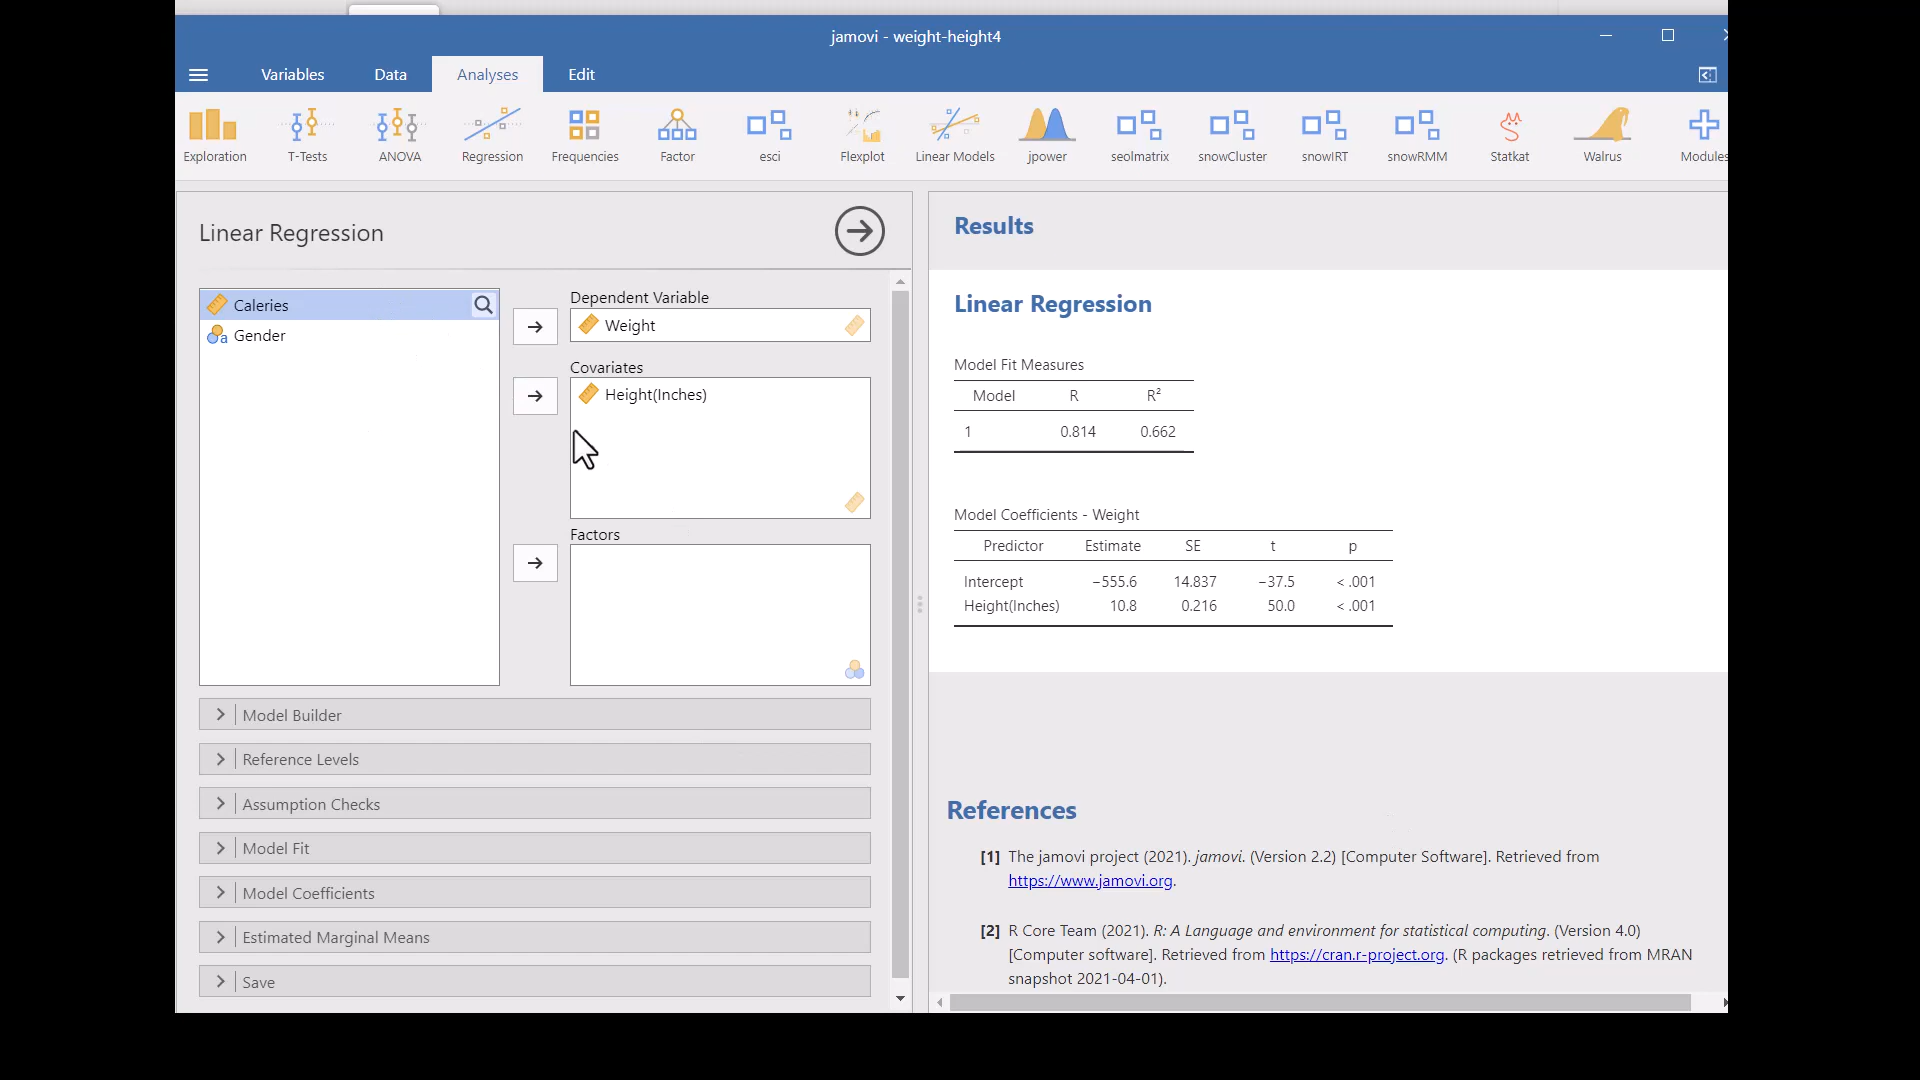 jamovi - weight-height4
Variables Data Analyses Edit
Exploration T-Tests ANOVA Regression Frequencies Factor esci Flexplot Linear Models jpower seolmatrix snowCluster snowIRT snowRMM Statkat Walrus Modules
Linear Regression
Caleries
Gender
Dependent Variable
Weight
Covariates
Height(Inches)
Factors
Model Builder
Reference Levels
Assumption Checks
Model Fit
Model Coefficients
Estimated Marginal Means
Save
Results
Linear Regression
Model Fit Measures
Model R R²
1 0.814 0.662
Model Coefficients - Weight
Predictor Estimate SE t p
Intercept −555.6 14.837 −37.5 < .001
Height(Inches) 10.8 0.216 50.0 < .001
References
[1] The jamovi project (2021). jamovi. (Version 2.2) [Computer Software]. Retrieved from
https://www.jamovi.org.
[2] R Core Team (2021). R: A Language and environment for statistical computing. (Version 4.0)
[Computer software]. Retrieved from https://cran.r-project.org. (R packages retrieved from MRAN
snapshot 2021-04-01).